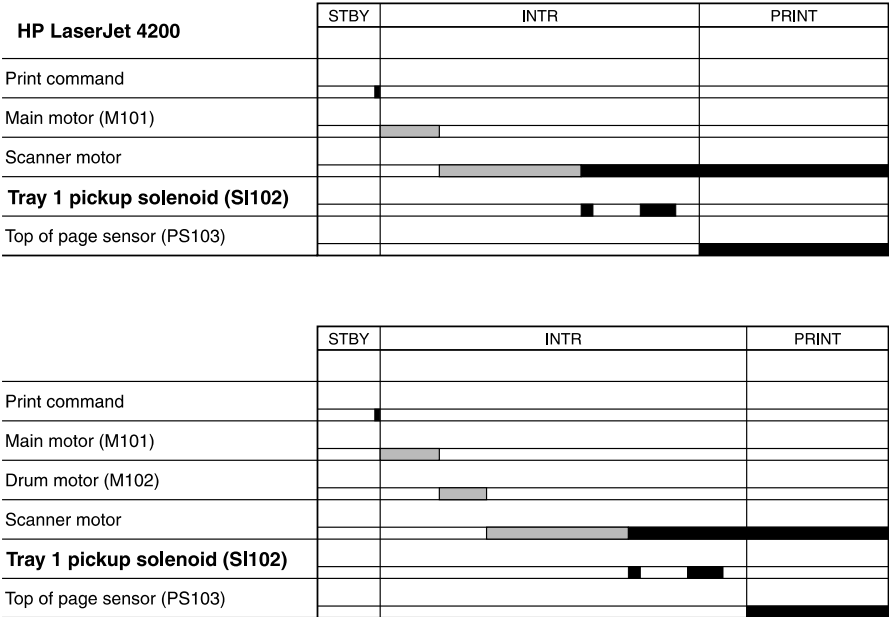 STBY INTR PRINT
HP LaserJet 4200
Print command
Main motor (M101)
Scanner motor
Tray 1 pickup solenoid (Sl102)
Top of page sensor (PS103)
STBY INTR PRINT
Print command
Main motor (M101)
Drum motor (M102)
Scanner motor
Tray 1 pickup solenoid (Sl102)
Top of page sensor (PS103)